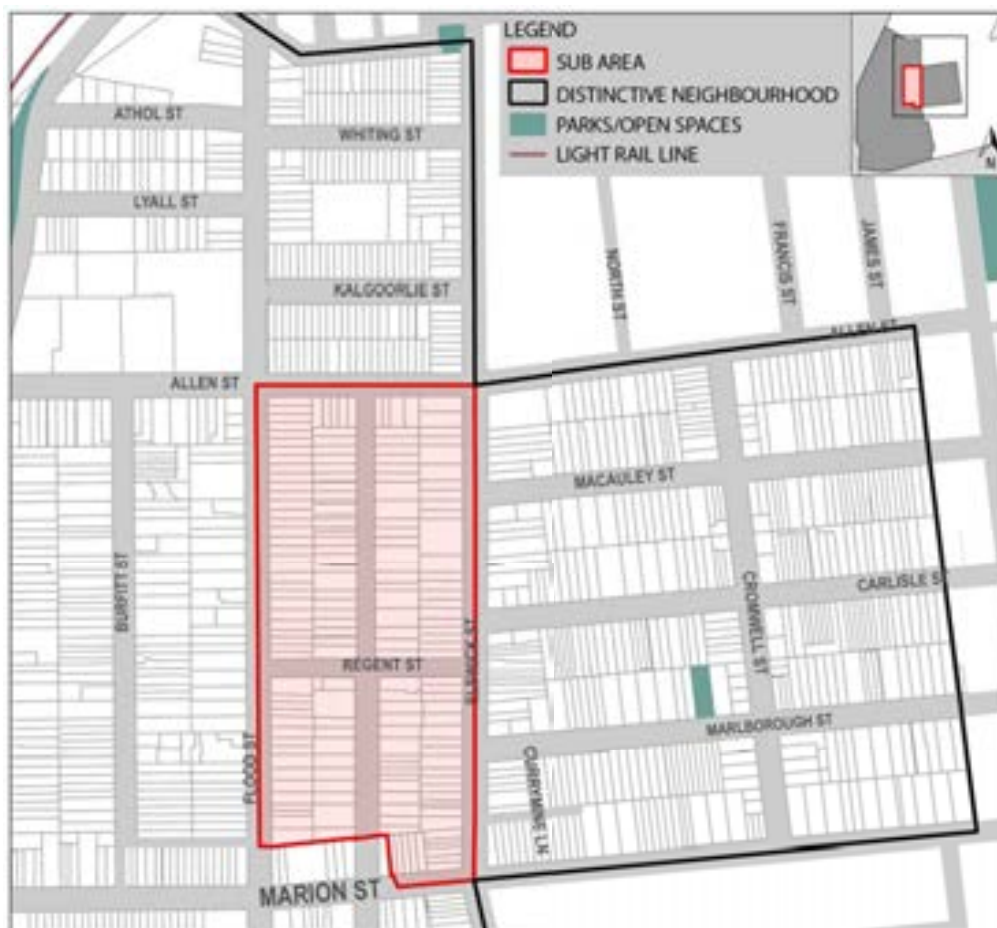 LEGEND
SUB AREA
DISTINCTIVE NEIGHBOURHOOD
PARKS/OPEN SPACES
LIGHT RAIL LINE
N
ATHOL ST
WHITING ST
LYALL ST
NORTH ST
FRANCIS ST
JAMES ST
KALGOORLIE ST
ALLEN ST
ALLEN ST
MACAULEY ST
BURFITT ST
CROMWELL ST
CARLISLE S
REGENT ST
MARLBOROUGH ST
FLOOD ST
CURRYMINE LN
MARION ST